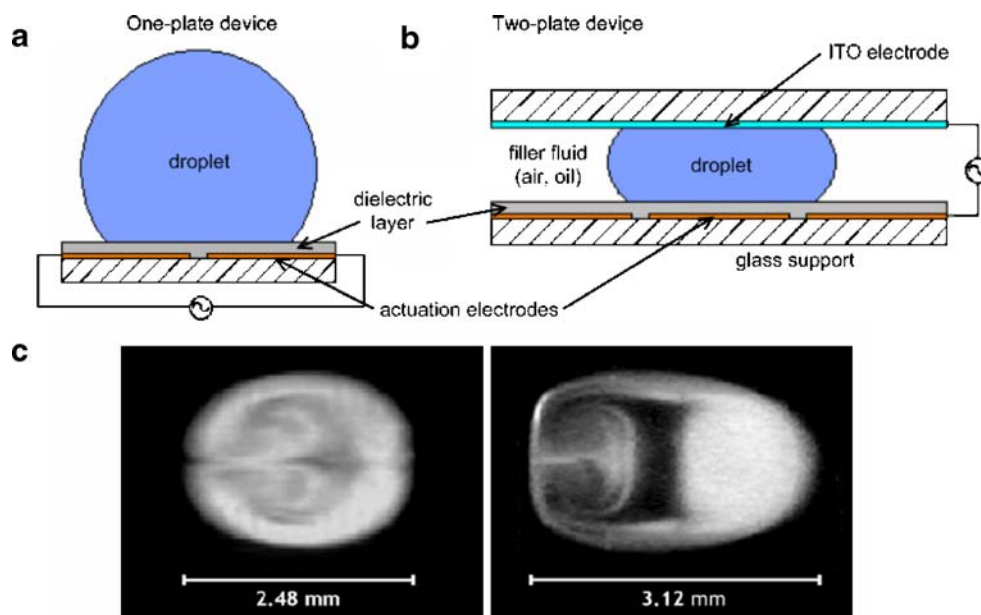 One-plate device
a
droplet
dielectric
layer
actuation electrodes
Two-plate device
b
ITO electrode
filler fluid
(air, oil)
droplet
glass support
c
2.48 mm
3.12 mm